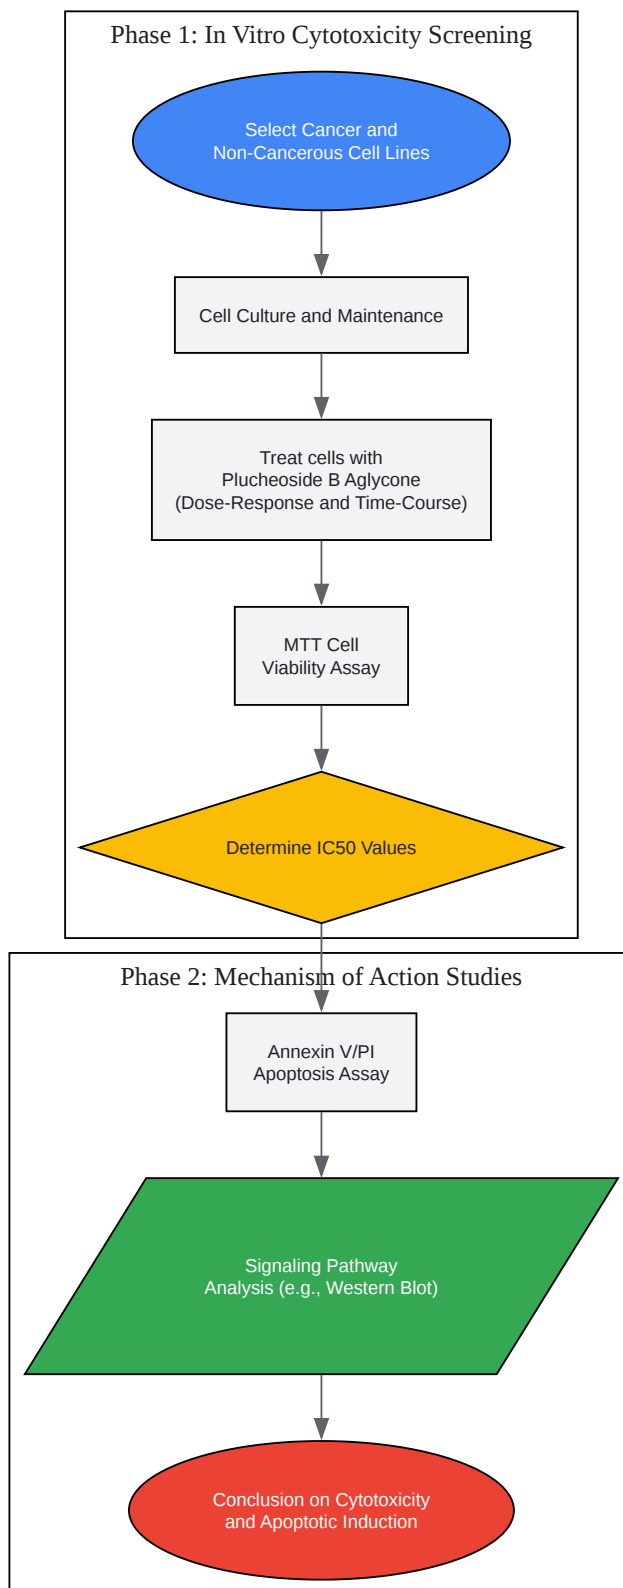 Phase 1: In Vitro Cytotoxicity Screening
Select Cancer and
Non-Cancerous Cell Lines
Cell Culture and Maintenance
Treat cells with
Plucheoside B Aglycone
(Dose-Response and Time-Course)
MTT Cell
Viability Assay
Determine IC50 Values
Phase 2: Mechanism of Action Studies
Annexin V/PI
Apoptosis Assay
Signaling Pathway
Analysis (e.g., Western Blot)
Conclusion on Cytotoxicity
and Apoptotic Induction